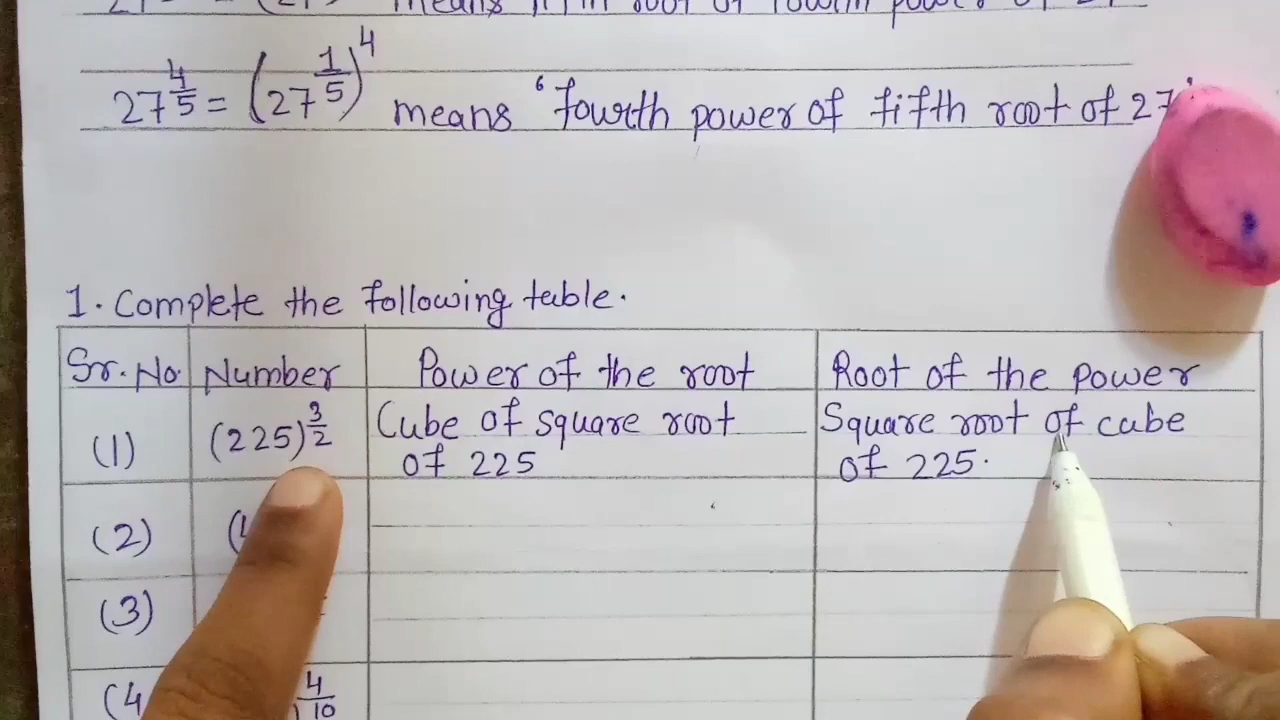 27^(4/5) = (27^(1/5))^4 means ‘fourth power of fifth root of 27’
1. Complete the following table.
Sr. No. Number Power of the root Root of the power
(1) (225)^(3/2) Cube of square root of 225 Square root of cube of 225.
(2)
(3)
(4 4/10